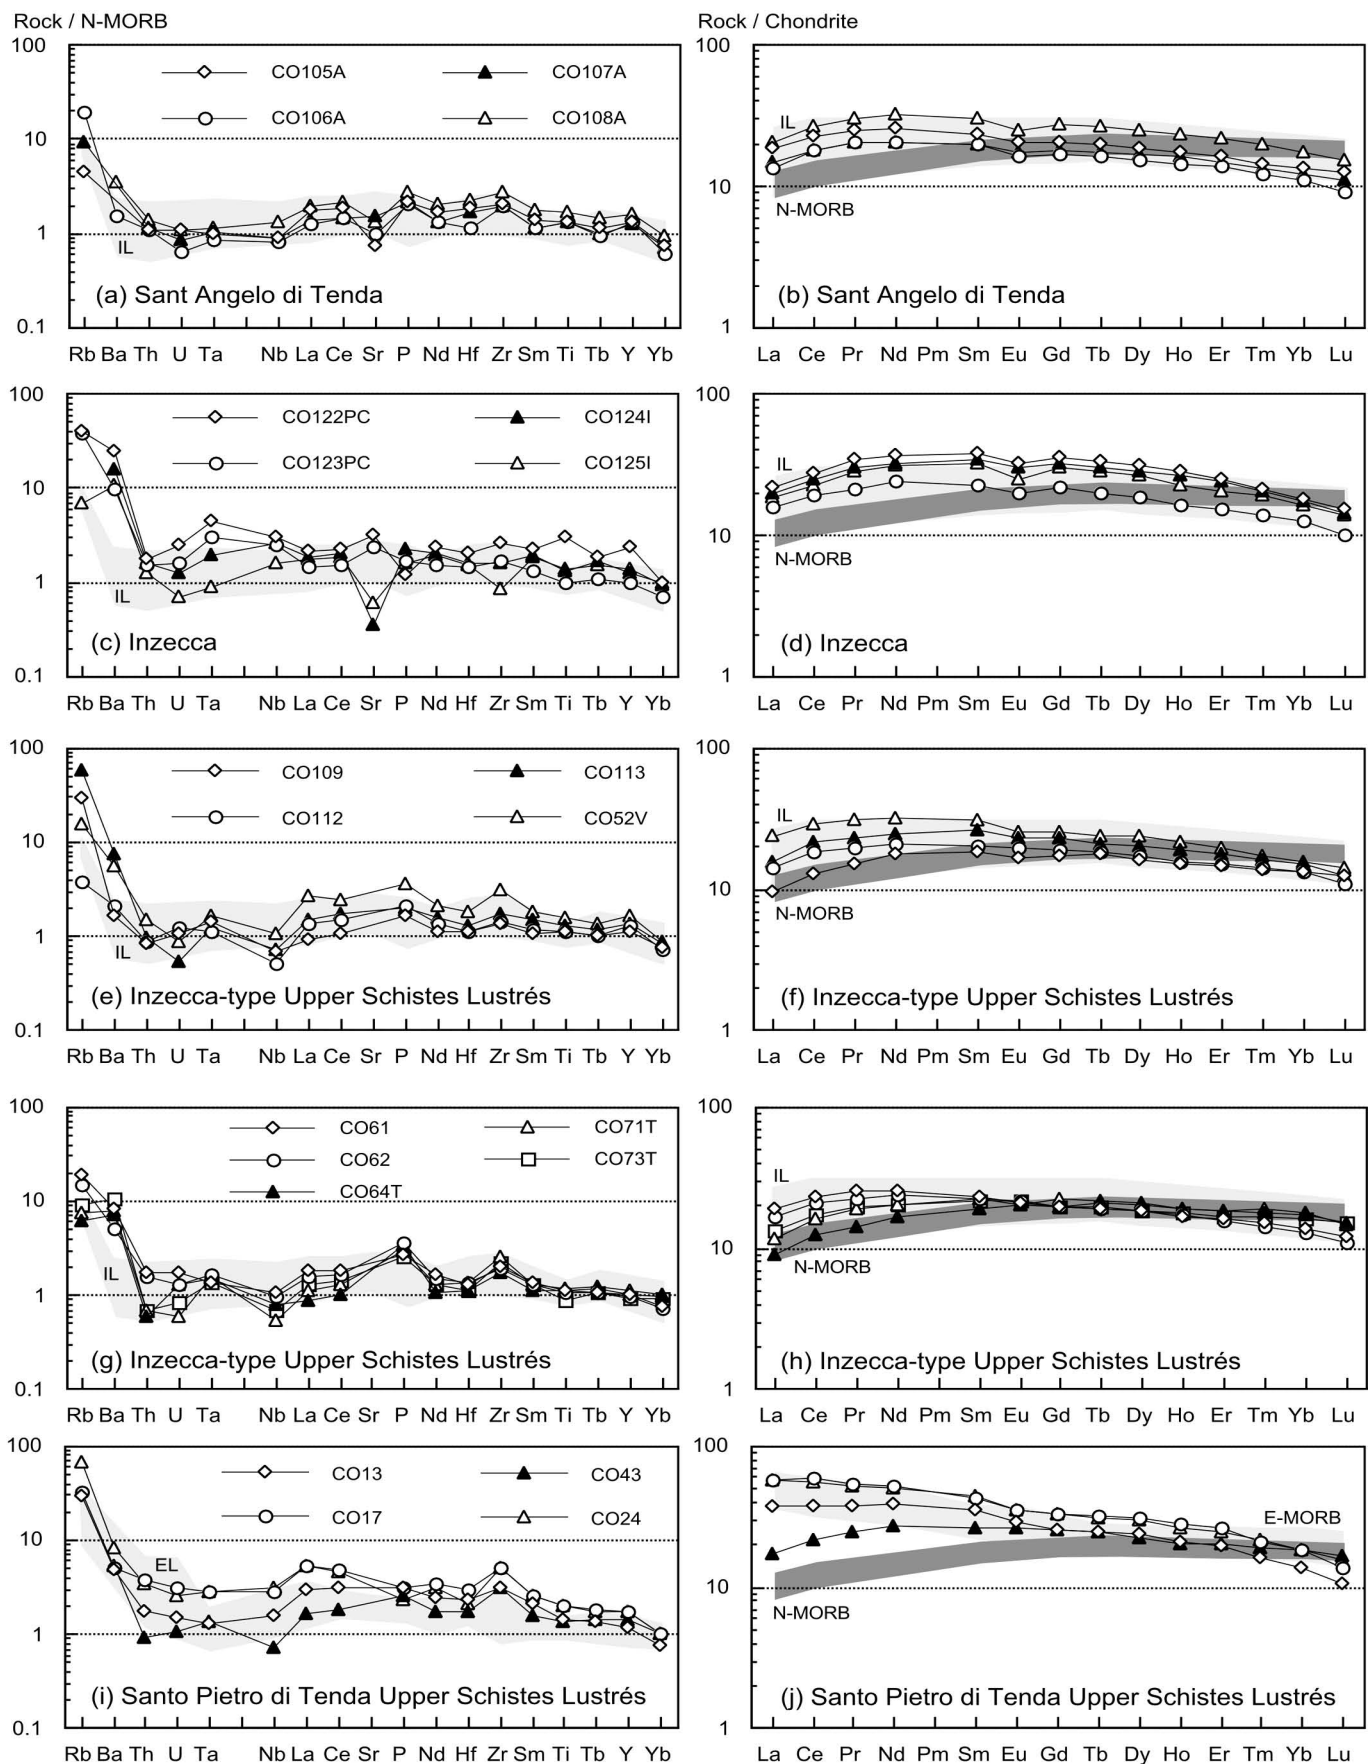 Rock / N-MORB
Rock / Chondrite
100
10
1
0.1
CO105A
CO107A
CO106A
CO108A
IL
(a) Sant Angelo di Tenda
Rb Ba Th U Ta Nb La Ce Sr P Nd Hf Zr Sm Ti Tb Y Yb
100
10
1
IL
N-MORB
(b) Sant Angelo di Tenda
La Ce Pr Nd Pm Sm Eu Gd Tb Dy Ho Er Tm Yb Lu
100
10
1
0.1
CO122PC
CO124I
CO123PC
CO125I
IL
(c) Inzecca
Rb Ba Th U Ta Nb La Ce Sr P Nd Hf Zr Sm Ti Tb Y Yb
100
10
1
IL
N-MORB
(d) Inzecca
La Ce Pr Nd Pm Sm Eu Gd Tb Dy Ho Er Tm Yb Lu
100
10
1
0.1
CO109
CO113
CO112
CO52V
IL
(e) Inzecca-type Upper Schistes Lustrés
Rb Ba Th U Ta Nb La Ce Sr P Nd Hf Zr Sm Ti Tb Y Yb
100
10
1
IL
N-MORB
(f) Inzecca-type Upper Schistes Lustrés
La Ce Pr Nd Pm Sm Eu Gd Tb Dy Ho Er Tm Yb Lu
100
10
1
0.1
CO61
CO71T
CO62
CO73T
CO64T
IL
(g) Inzecca-type Upper Schistes Lustrés
Rb Ba Th U Ta Nb La Ce Sr P Nd Hf Zr Sm Ti Tb Y Yb
100
10
1
IL
N-MORB
(h) Inzecca-type Upper Schistes Lustrés
La Ce Pr Nd Pm Sm Eu Gd Tb Dy Ho Er Tm Yb Lu
100
10
1
0.1
CO13
CO43
CO17
CO24
EL
(i) Santo Pietro di Tenda Upper Schistes Lustrés
Rb Ba Th U Ta Nb La Ce Sr P Nd Hf Zr Sm Ti Tb Y Yb
100
10
1
E-MORB
N-MORB
(j) Santo Pietro di Tenda Upper Schistes Lustrés
La Ce Pr Nd Pm Sm Eu Gd Tb Dy Ho Er Tm Yb Lu